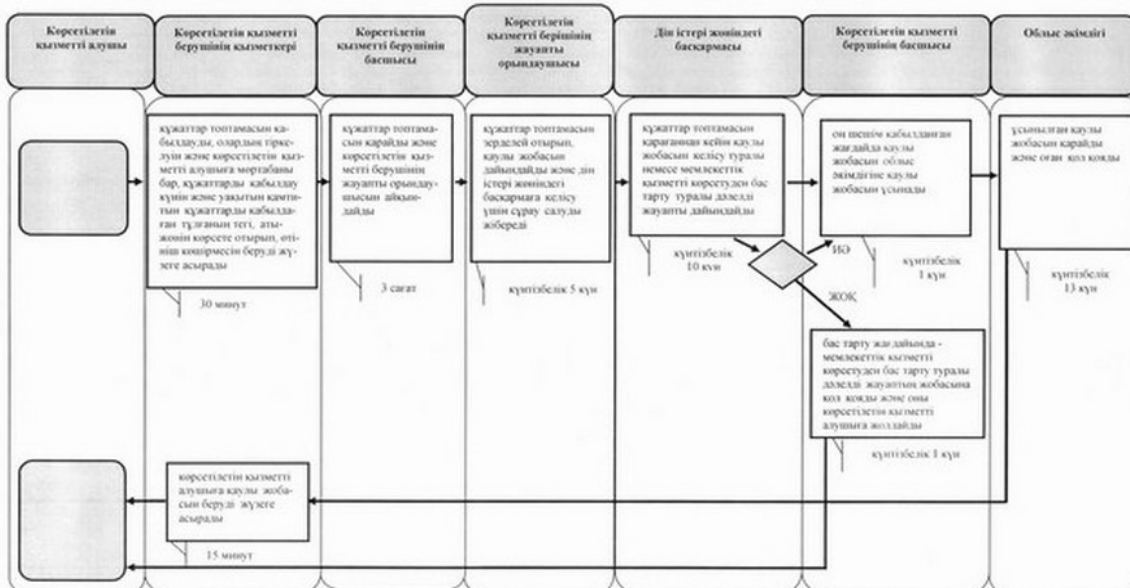 Көрсетілетін
қызметті алушы
Көрсетілетін қызметті
берушінің қызметкері
Көрсетілетін
қызметті берушінің
басшысы
Көрсетілетін
қызметті берішінің
жауапты
орындаушысы
Дін істері жөніндегі
басқармасы
Көрсетілетін қызметті
берушінің басшысы
Облыс әкімдігі
құжаттар топтамасын қа-
былдауды, олардың тірке-
луін және көрсетілетін қыз-
метті алушыға мөртабаны
бар, құжаттарды қабылдау
күнін және уақытын қамти-
тын құжаттарды қабылда-
ған тұлғаның тегі, аты-
жөнін көрсете отырып, өті-
ніш көшірмесін беруді жү-
зеге асырады
30 минут
құжаттар топтама-
сын қарайды және
көрсетілетін қыз-
метті берушінің
жауапты орындау-
шысын айқын-
дайды
3 сағат
құжаттар топтамасын
зерделей отырып,
қаулы жобасын
дайындайды және дін
істері жөніндегі
басқармаға келісу
үшін сұрау салуды
жібереді
күнтізбелік 5 күн
құжаттар топтамасын
қарағаннан кейін қаулы
жобасын келісу туралы
немесе мемлекеттік
қызметті көрсетуден бас
тарту туралы дәлелді
жауапты дайындайды
күнтізбелік
10 күн
оң шешім қабылданған
жағдайда қаулы
жобасын облыс
әкімдігіне қаулы
жобасын ұсынады
ИӘ
күнтізбелік
1 күн
ұсынылған қаулы
жобасын қарайды
және оған қол қояды
күнтізбелік
13 күн
ЖОҚ
бас тарту жағдайында -
мемлекеттік қызметті
көрсетуден бас тарту туралы
дәлелді жауаптың жобасына
қол қояды және оны
көрсетілетін қызметті
алушыға жолдайды
күнтізбелік 1 күн
көрсетілетін қызметті
алушыға қаулы жоба-
сын беруді жүзеге
асырады
15 минут